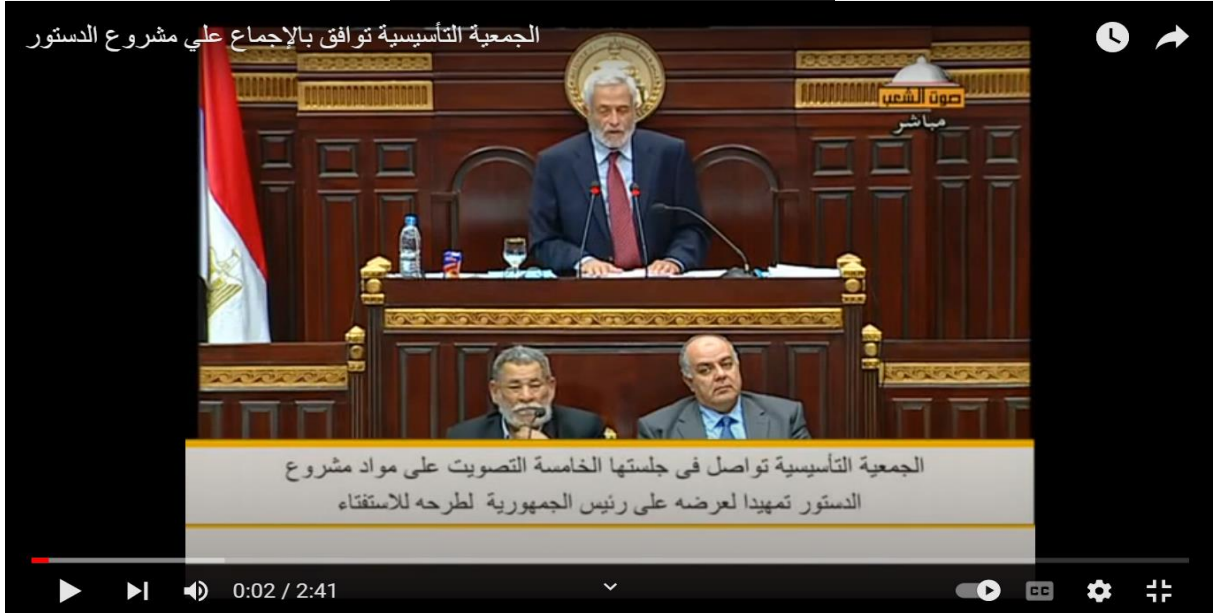 الجمعية التأسيسية توافق بالإجماع علي مشروع الدستور
صوت الشعب
مباشر
الجمعية التأسيسية تواصل فى جلستها الخامسة التصويت على مواد مشروع
الدستور تمهيدا لعرضه على رئيس الجمهورية لطرحه للاستفتاء
0:02 / 2:41
CC